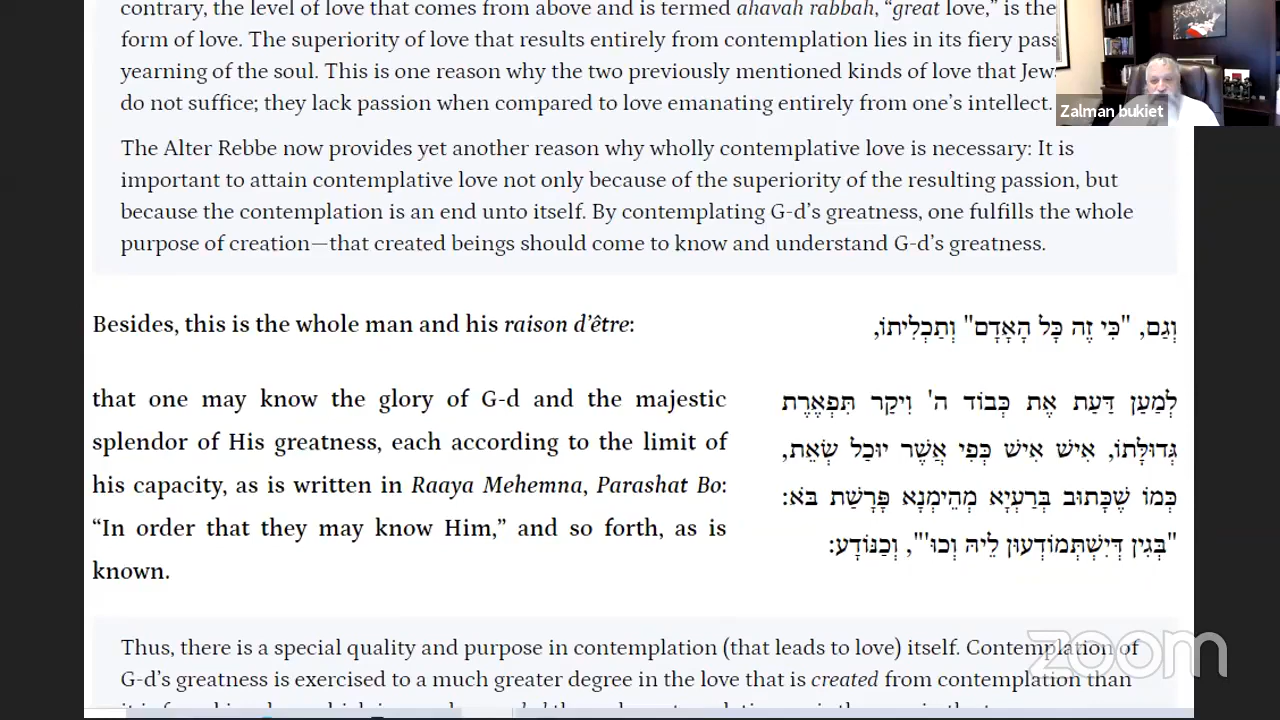 contrary, the level of love that comes from above and is termed ahavah rabbah, “great love,” is the
form of love. The superiority of love that results entirely from contemplation lies in its fiery
yearning of the soul. This is one reason why the two previously mentioned kinds of love that
do not suffice; they lack passion when compared to love emanating entirely from one’s intellect.
Zalman bukiet
The Alter Rebbe now provides yet another reason why wholly contemplative love is necessary: It is
important to attain contemplative love not only because of the superiority of the resulting passion, but
because the contemplation is an end unto itself. By contemplating G-d’s greatness, one fulfills the whole
purpose of creation—that created beings should come to know and understand G-d’s greatness.
Besides, this is the whole man and his raison d’être:
וְגַם, "כִּי זֶה כָּל הָאָדָם" וְתַכְלִיתוֹ,
that one may know the glory of G-d and the majestic
splendor of His greatness, each according to the limit of
his capacity, as is written in Raaya Mehemna, Parashat Bo:
“In order that they may know Him,” and so forth, as is
known.
לְמַעַן דַּעַת אֶת כְּבוֹד ה' וִיקַר תִּפְאֶרֶת
גְּדוּלָּתוֹ, אִישׁ אִישׁ כְּפִי אֲשֶׁר יוּכַל שְׂאֵת,
כְּמוֹ שֶׁכָּתוּב בְּרַעְיָא מְהֵימְנָא פָּרָשַׁת בֹּא:
"בְּגִין דְּיִשְׁתְּמוֹדְעוּן לֵיהּ וְכוּ'", וְכַנּוֹדָע:
Thus, there is a special quality and purpose in contemplation (that leads to love) itself. Contemplation of
G-d’s greatness is exercised to a much greater degree in the love that is created from contemplation than
zoom